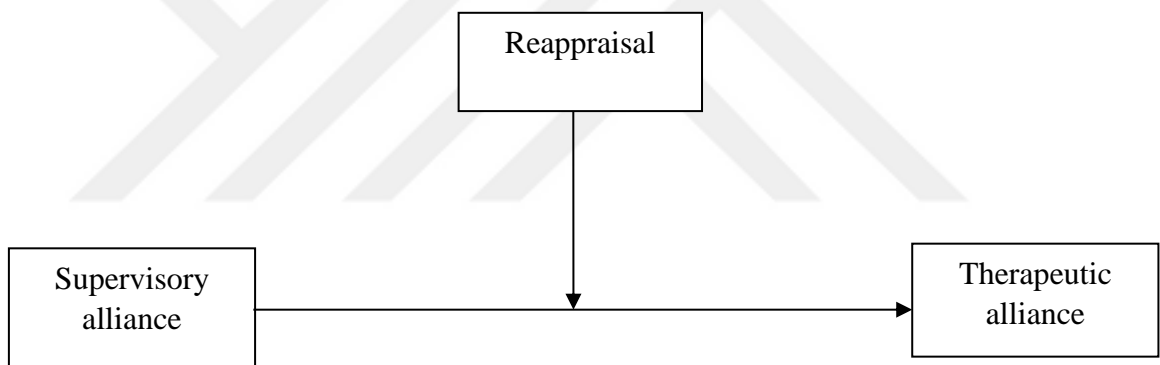 Reappraisal
Supervisory
alliance
Therapeutic
alliance